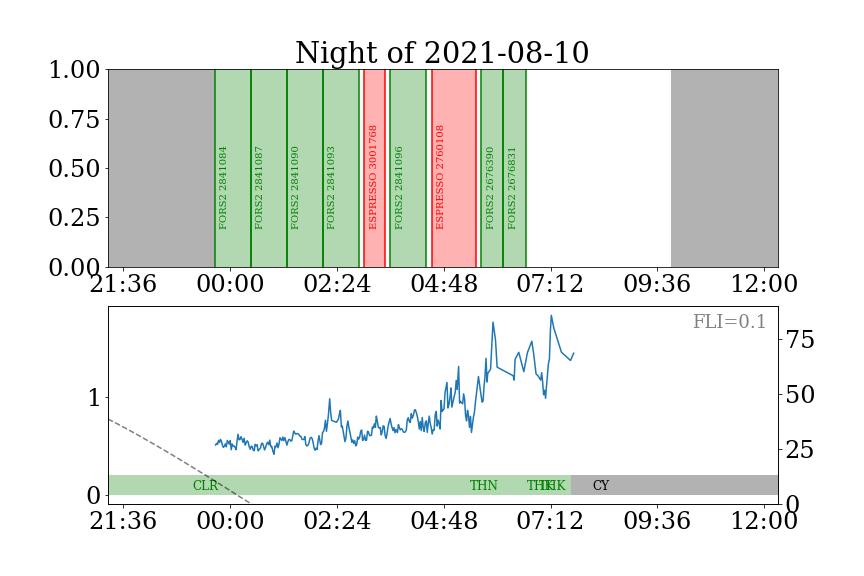 Night of 2021-08-10
1.00
0.75
0.50
0.25
0.00
FORS2 2841084
FORS2 2841087
FORS2 2841090
FORS2 2841093
ESPRESSO 3001768
FORS2 2841096
ESPRESSO 2760108
FORS2 2676390
FORS2 2676831
21:36 00:00 02:24 04:48 07:12 09:36 12:00
FLI=0.1
1
0
75
50
25
0
CLR THN THK THK CY
21:36 00:00 02:24 04:48 07:12 09:36 12:00